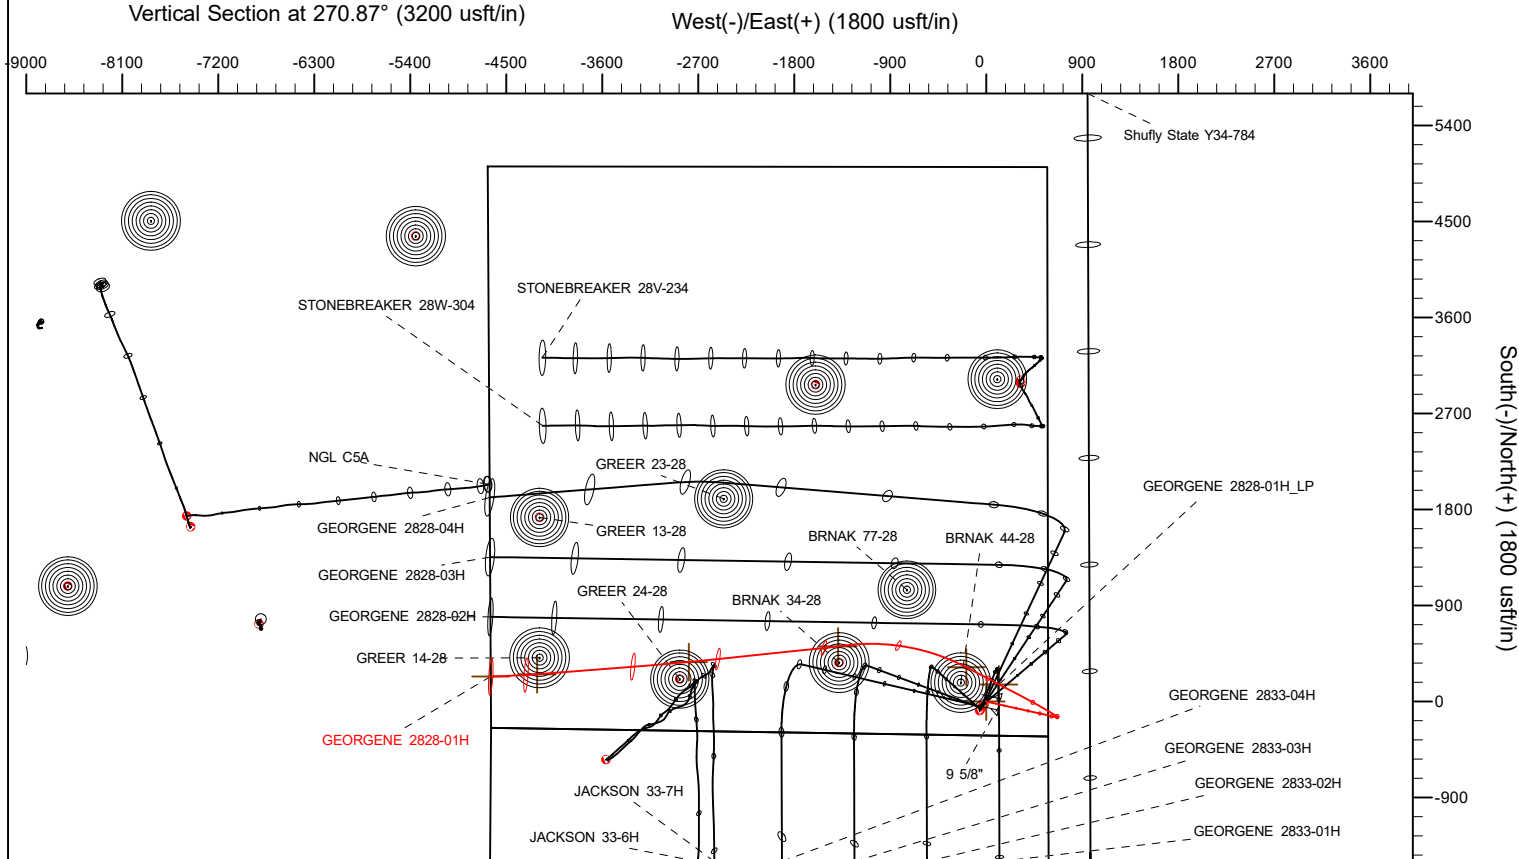 Vertical Section at 270.87° (3200 usft/in)
West(-)/East(+) (1800 usft/in)
-9000 -8100 -7200 -6300 -5400 -4500 -3600 -2700 -1800 -900 0 900 1800 2700 3600
5400
Shufly State Y34-784
4500
STONEBREAKER 28V-234
STONEBREAKER 28W-304
3600
2700
South(-)/North(+) (1800 usft/in)
NGL C5A
GREER 23-28
GEORGENE 2828-01H_LP
1800
GEORGENE 2828-04H
GREER 13-28
BRNAK 77-28
BRNAK 44-28
GEORGENE 2828-03H
GREER 24-28
BRNAK 34-28
900
GEORGENE 2828-02H
GREER 14-28
GEORGENE 2833-04H
0
GEORGENE 2828-01H
GEORGENE 2833-03H
9 5/8"
GEORGENE 2833-02H
JACKSON 33-7H
-900
GEORGENE 2833-01H
JACKSON 33-6H